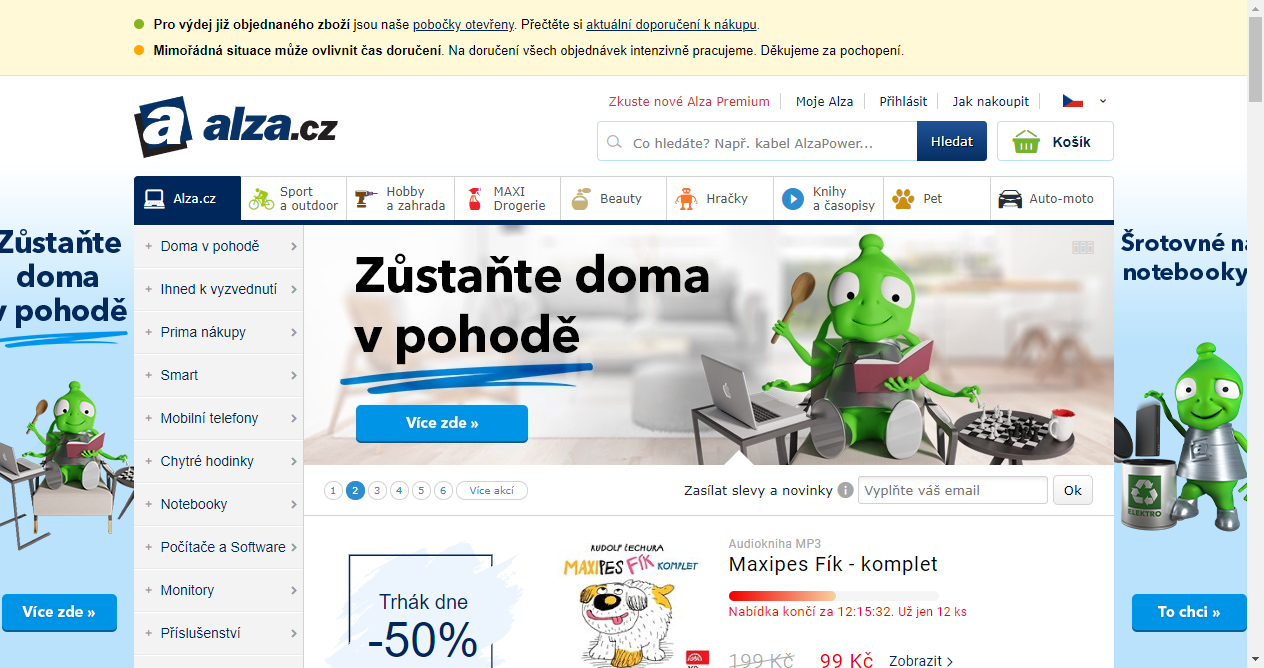 Pro výdej již objednaného zboží jsou naše pobočky otevřeny. Přečtěte si aktuální doporučení k nákupu.
Mimořádná situace může ovlivnit čas doručení. Na doručení všech objednávek intenzivně pracujeme. Děkujeme za pochopení.
Zkuste nové Alza Premium
Moje Alza
Přihlásit
Jak nakoupit
a alza.cz
Co hledáte? Např. kabel AlzaPower...
Hledat
Košík
Alza.cz
Sport
a outdoor
Hobby
a zahrada
MAXI
Drogerie
Beauty
Hračky
Knihy
a časopisy
Pet
Auto-moto
Zůstaňte
doma
v pohodě
Více zde »
Doma v pohodě
Ihned k vyzvednutí
Prima nákupy
Smart
Mobilní telefony
Chytré hodinky
Notebooky
Počítače a Software
Monitory
Příslušenství
Zůstaňte doma
v pohodě
Více zde »
1 2 3 4 5 6 Více akcí
Zasílat slevy a novinky
Vyplňte váš email
Ok
Trhák dne
-50%
RUDOLF ČECHURA
MAXIPES FÍK KOMPLET
Audiokniha MP3
Maxipes Fík - komplet
Nabídka končí za 12:15:32. Už jen 12 ks
199 Kč 99 Kč Zobrazit
Šrotovné
notebooky
ELEKTRO
To chci »